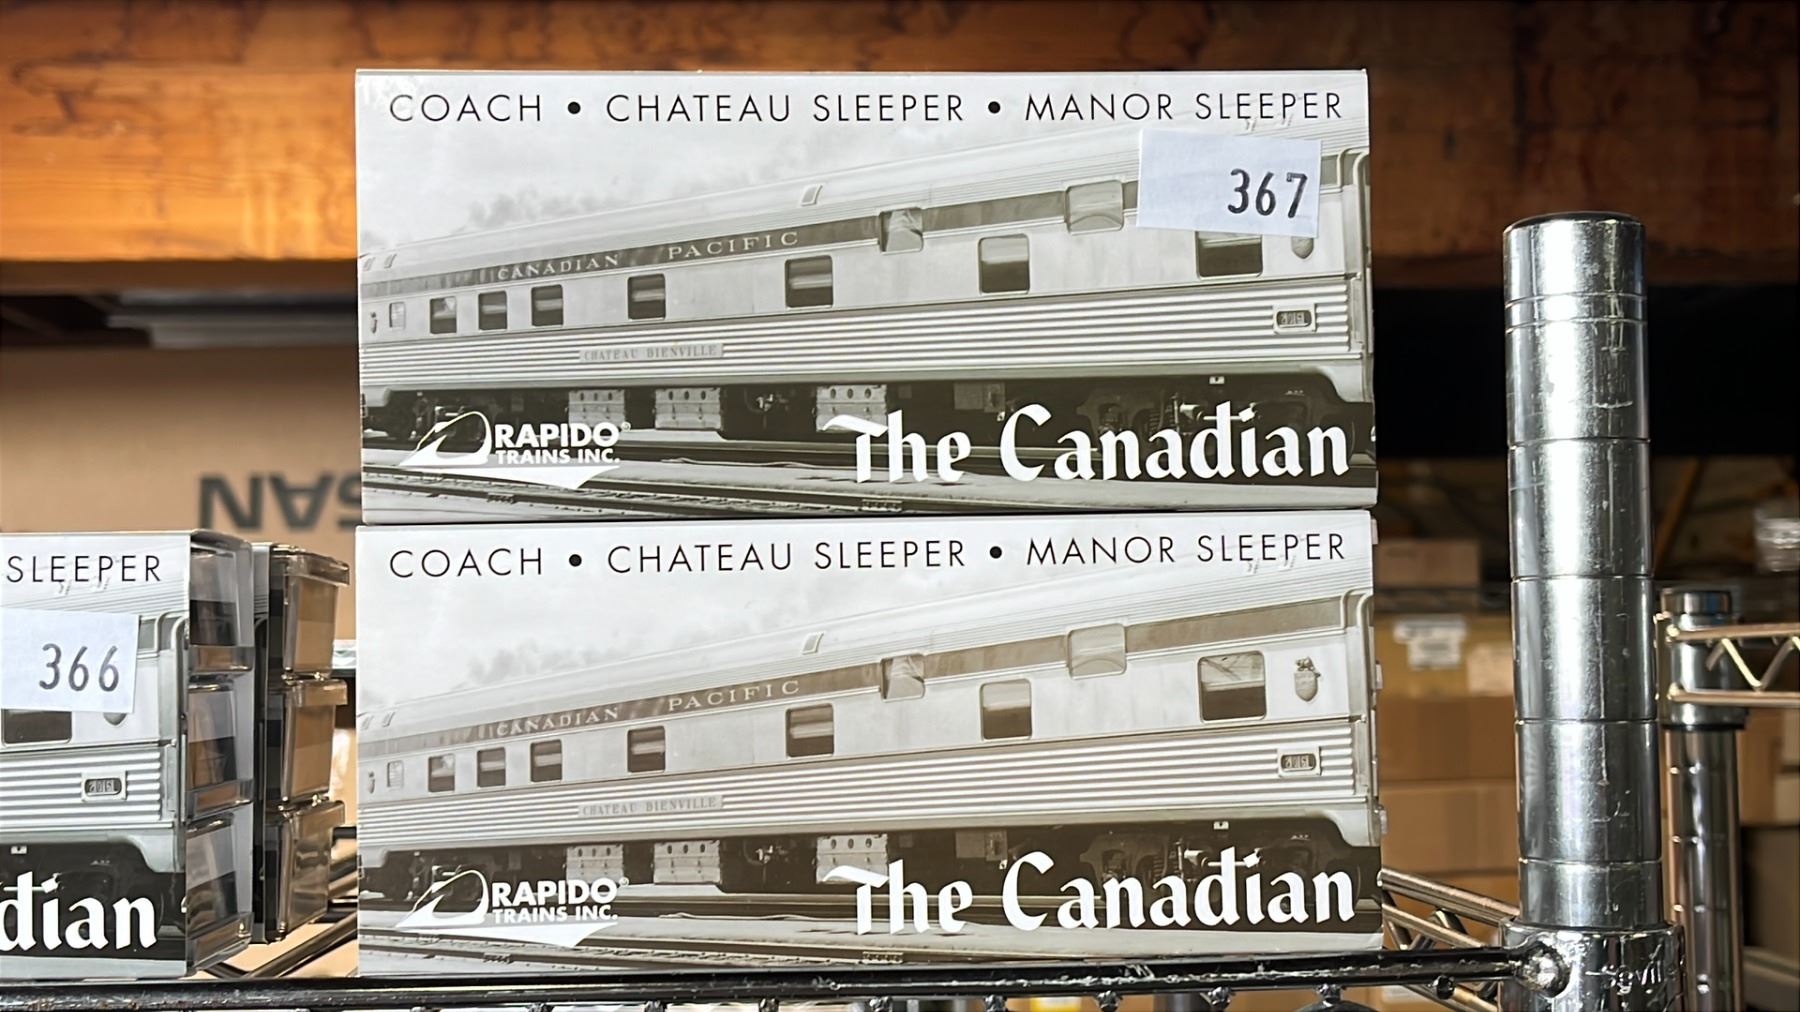 COACH • CHATEAU SLEEPER • MANOR SLEEPER
367
CANADIAN PACIFIC
CHATEAU BIENVILLE
RAPIDO®
TRAINS INC.
The Canadian
COACH • CHATEAU SLEEPER • MANOR SLEEPER
CANADIAN PACIFIC
CHATEAU BIENVILLE
RAPIDO®
TRAINS INC.
The Canadian
SLEEPER
366
dian